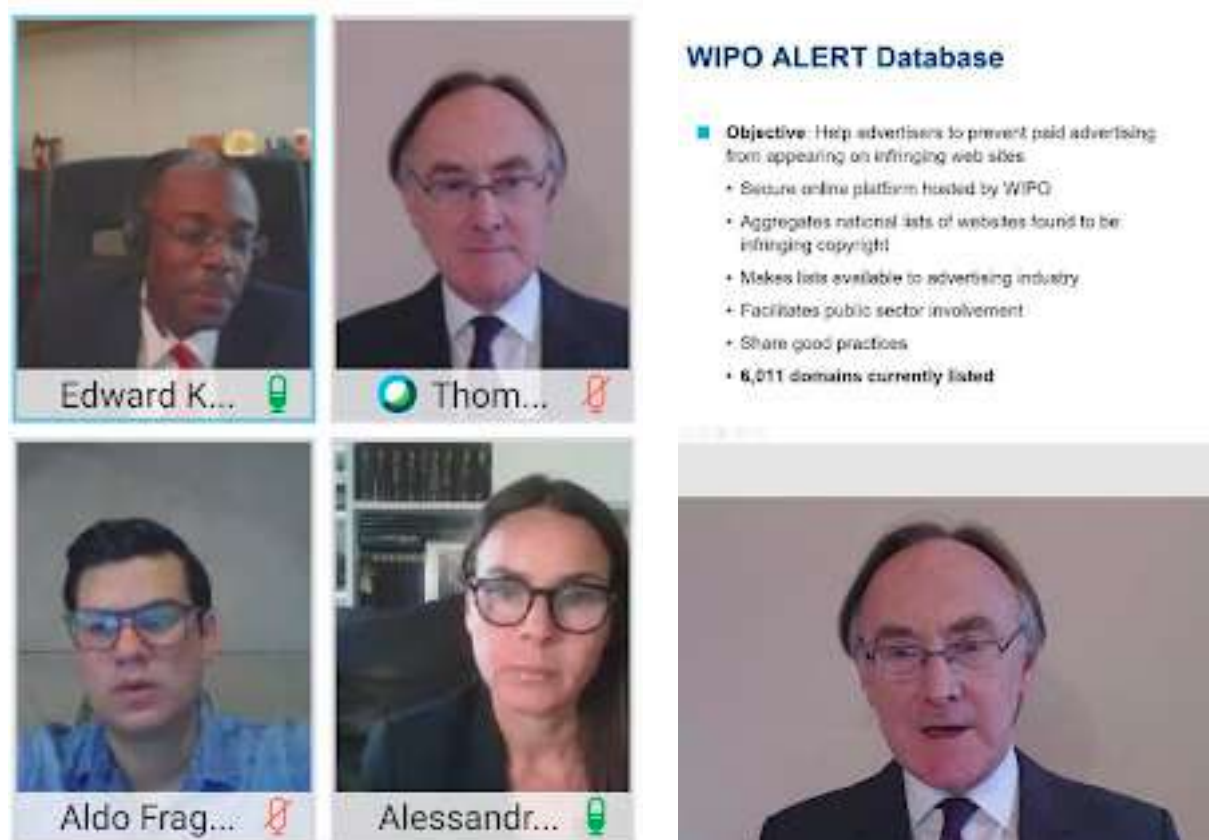 Edward K...
Thom...
Aldo Frag...
Alessandr...
WIPO ALERT Database
Objective: Help advertisers to prevent paid advertising
from appearing on infringing web sites
• Secure online platform hosted by WIPO
• Aggregates national lists of websites found to be
infringing copyright
• Makes lists available to advertising industry
• Facilitates public sector involvement
• Share good practices
• 6,011 domains currently listed